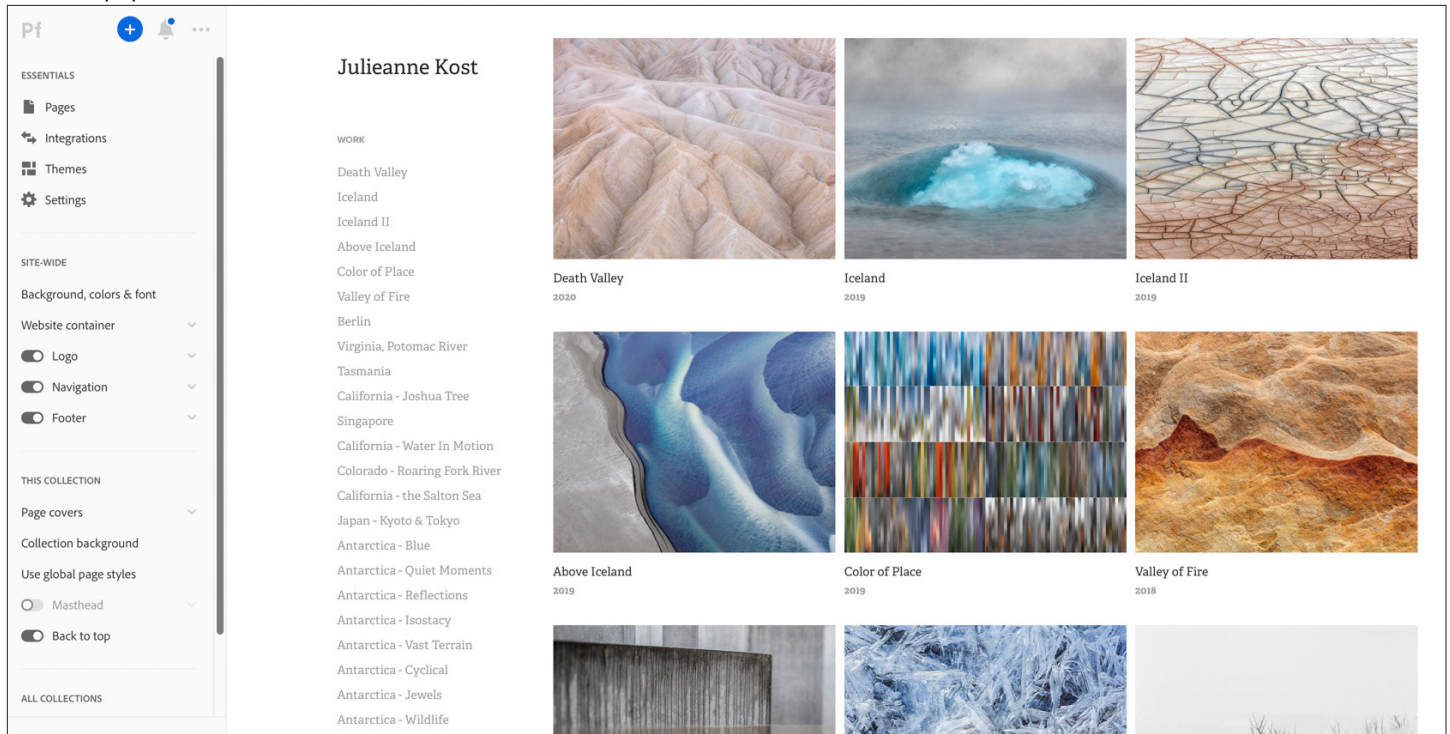 Pf
ESSENTIALS
Pages
Integrations
Themes
Settings
SITE-WIDE
Background, colors & font
Website container
Logo
Navigation
Footer
THIS COLLECTION
Page covers
Collection background
Use global page styles
Masthead
Back to top
ALL COLLECTIONS
Julieanne Kost
WORK
Death Valley
Iceland
Iceland II
Above Iceland
Color of Place
Valley of Fire
Berlin
Virginia, Potomac River
Tasmania
California - Joshua Tree
Singapore
California - Water In Motion
Colorado - Roaring Fork River
California - the Salton Sea
Japan - Kyoto & Tokyo
Antarctica - Blue
Antarctica - Quiet Moments
Antarctica - Reflections
Antarctica - Isostacy
Antarctica - Vast Terrain
Antarctica - Cyclical
Antarctica - Jewels
Antarctica - Wildlife
Death Valley
2020
Iceland
2019
Iceland II
2019
Above Iceland
2019
Color of Place
2019
Valley of Fire
2018